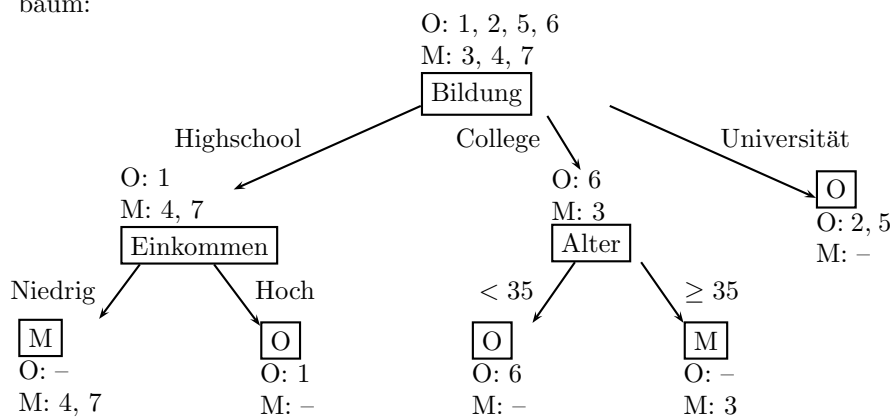 baum:
O: 1, 2, 5, 6
M: 3, 4, 7
Bildung
Highschool
College
Universität
O: 1
M: 4, 7
Einkommen
O: 6
M: 3
Alter
O
O: 2, 5
M: –
Niedrig
Hoch
< 35
≥ 35
M
O: –
M: 4, 7
O
O: 1
M: –
O
O: 6
M: –
M
O: –
M: 3